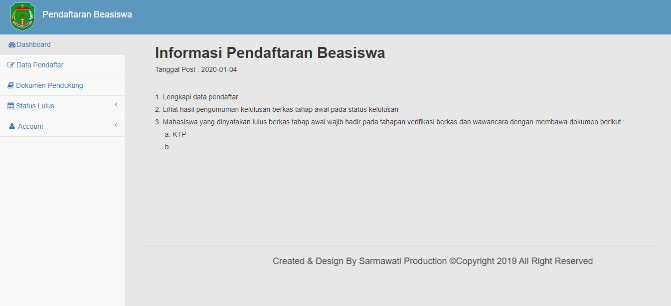 Pendaftaran Beasiswa
Dashboard
Data Pendaftar
Dokumen Pendukung
Status Lulus
Account
Informasi Pendaftaran Beasiswa
Tanggal Post : 2020-01-04
1. Lengkapi data pendaftar
2. Lihat hasil pengumuman kelulusan berkas tahap awal pada status kelulusan
3. Mahasiswa yang dinyatakan lulus berkas tahap awal wajib hadir pada tahapan verifikasi berkas dan wawancara dengan membawa dokumen berikut :
a. KTP
b
Created & Design By Sarmawati Production ©Copyright 2019 All Right Reserved